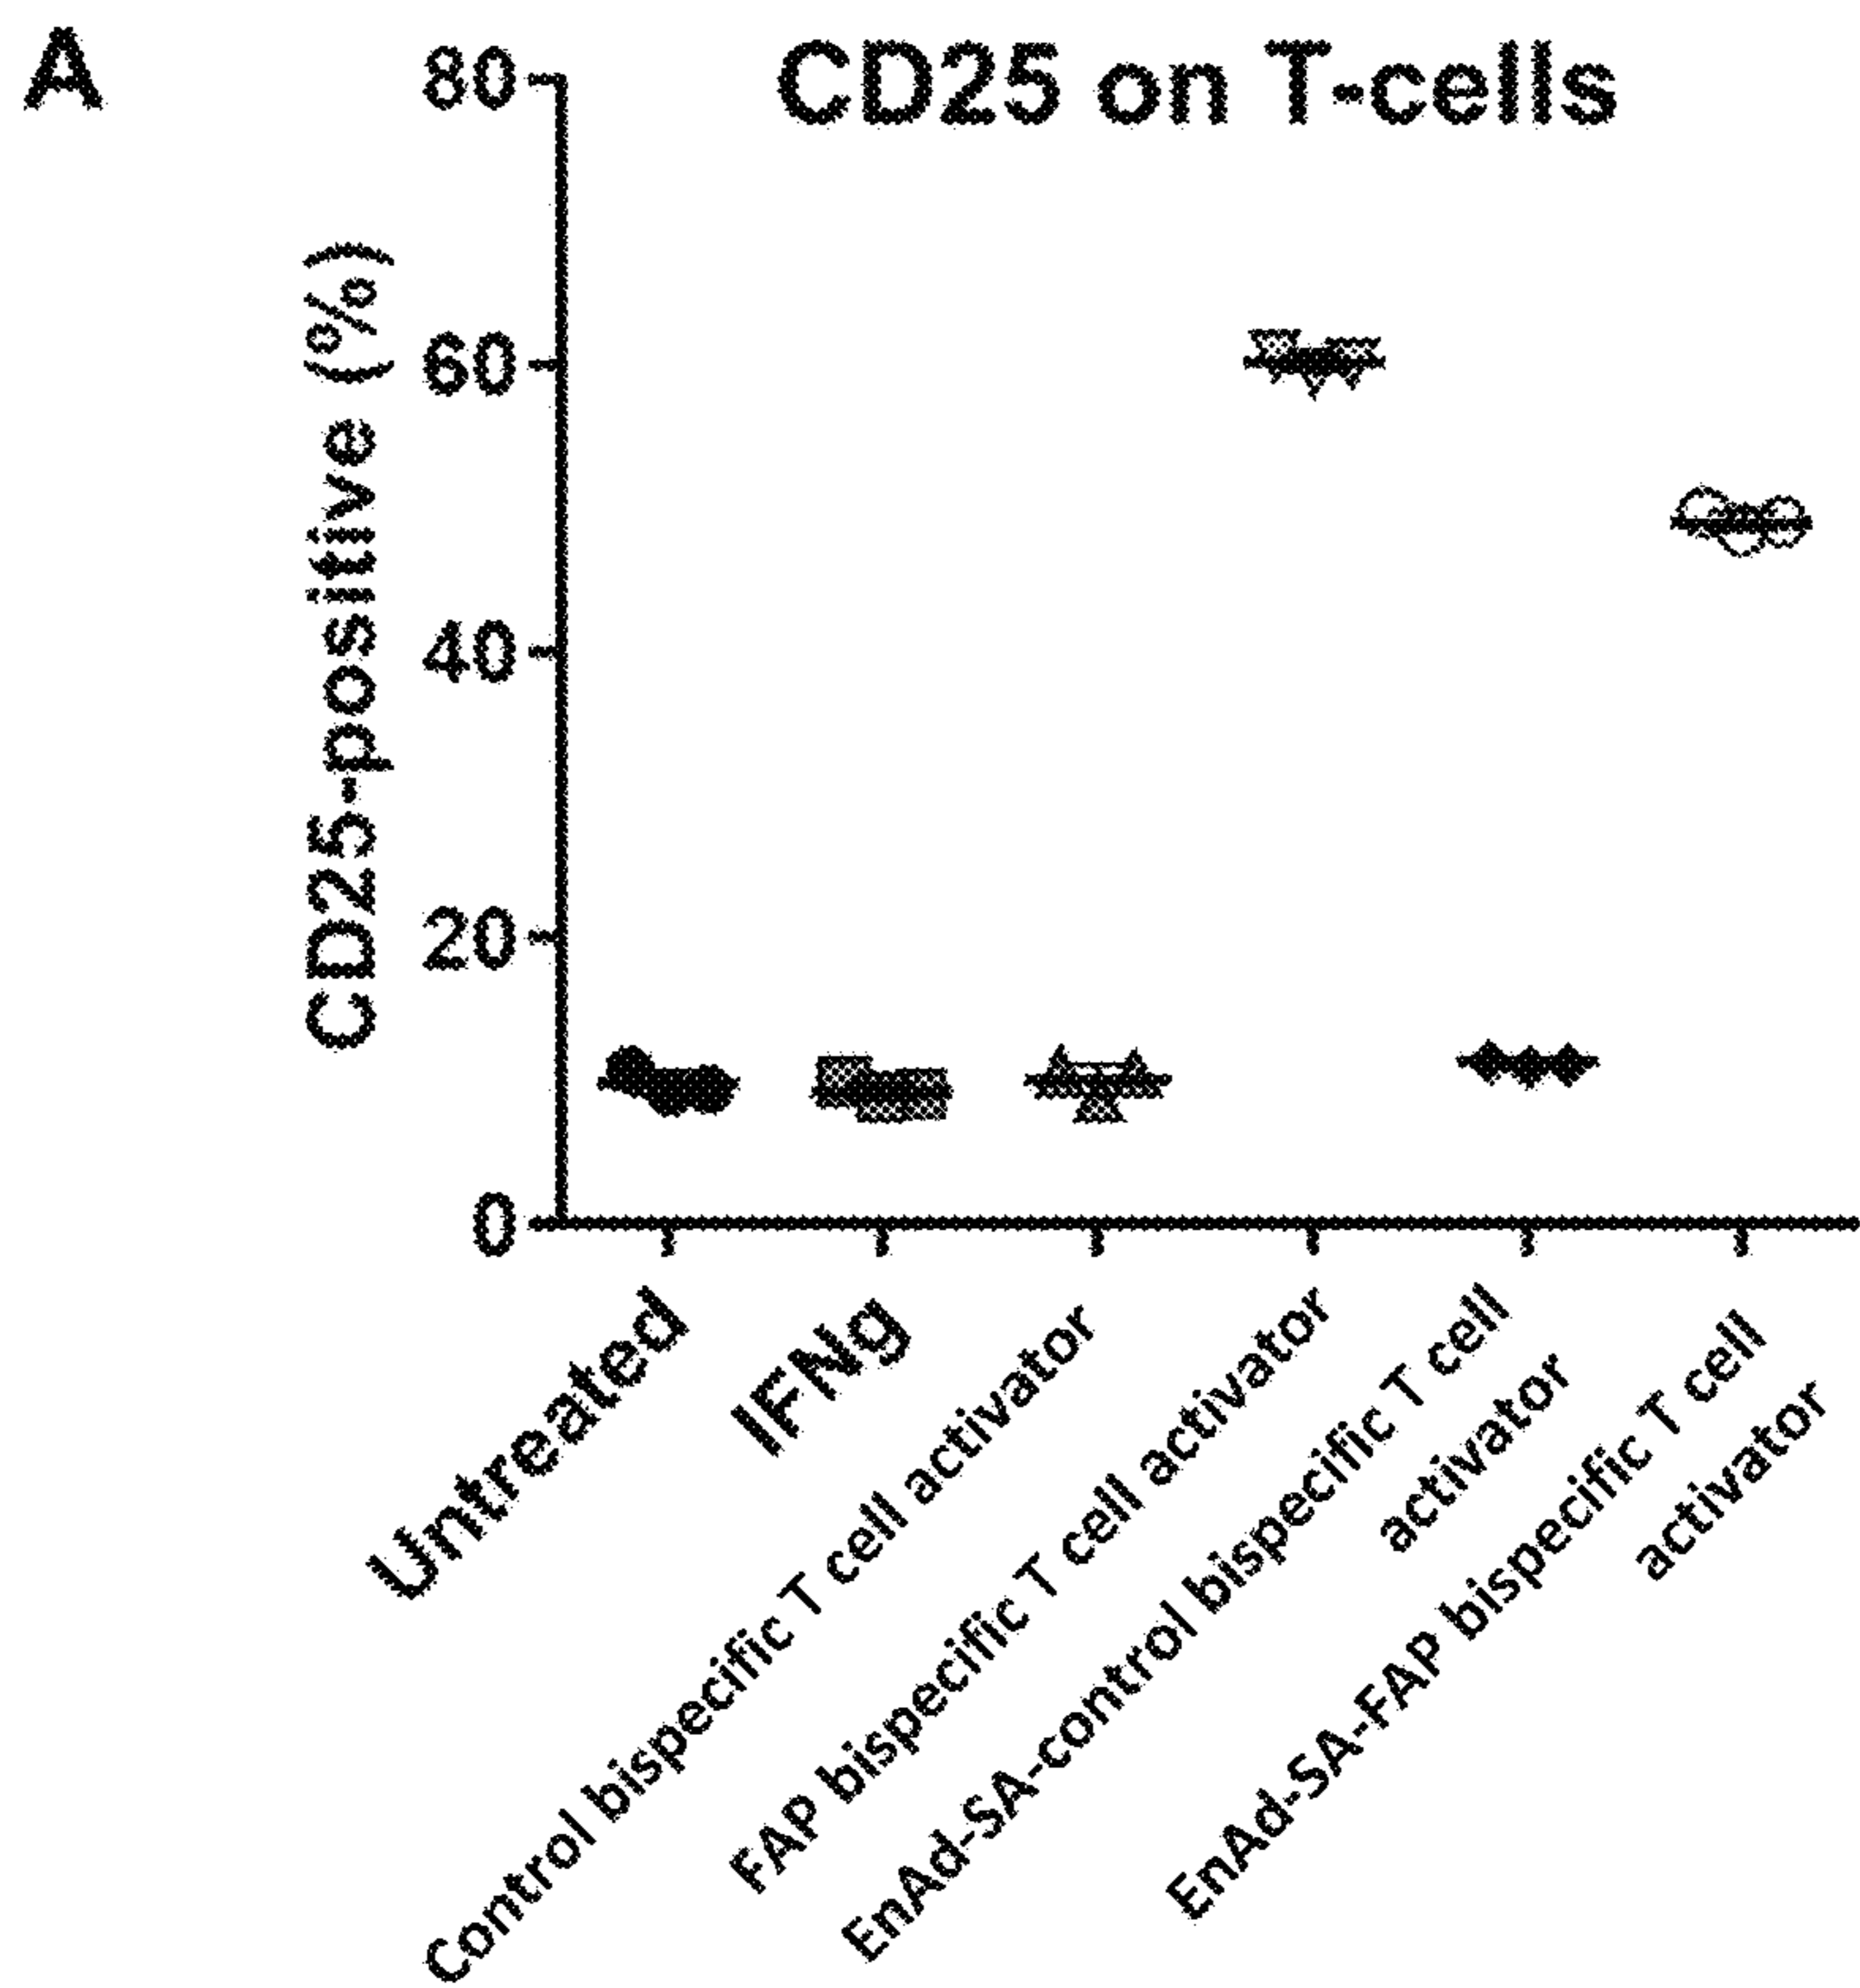 A
CD25 on T-cells
CD25-positive (%)
80
60
40
20
0
Untreated
IFNg
Control bispecific T cell activator
FAP bispecific T cell activator
EnAd-SA-control bispecific T cell
activator
EnAd-SA-FAP bispecific T cell
activator